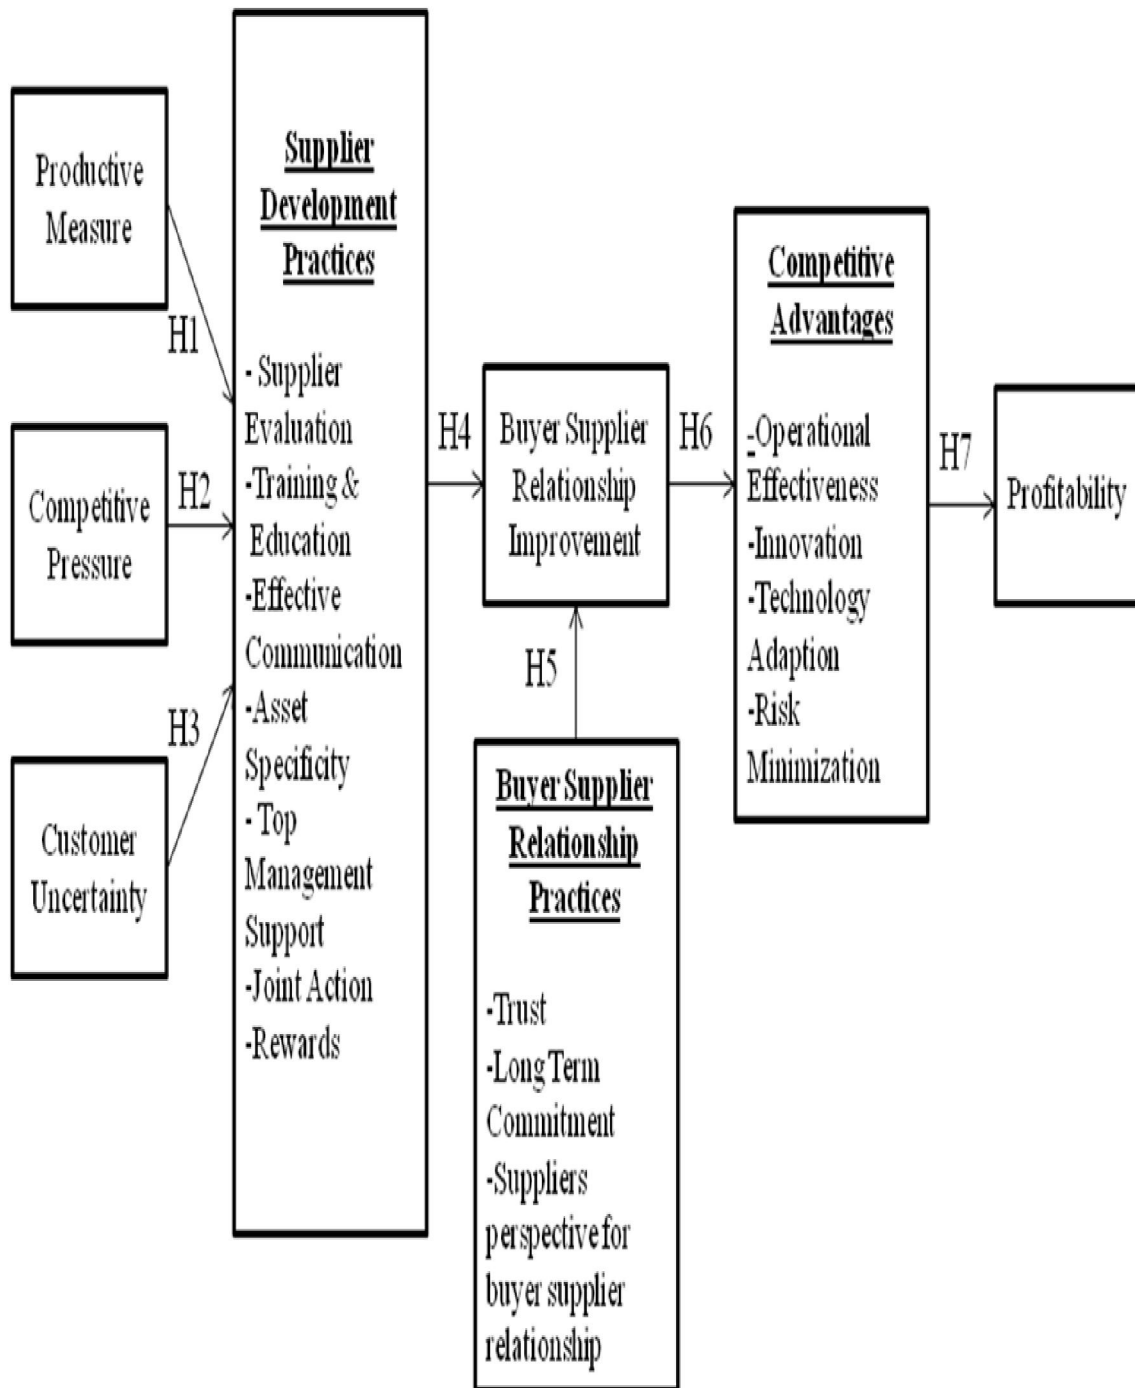 Productive
Measure
H1
Competitive
Pressure
H2
Customer
Uncertainty
H3
Supplier
Development
Practices
- Supplier
Evaluation
-Training &
Education
-Effective
Communication
-Asset
Specificity
- Top
Management
Support
-Joint Action
-Rewards
H4
Buyer Supplier
Relationship
Improvement
H5
Buyer Supplier
Relationship
Practices
-Trust
-Long Term
Commitment
-Suppliers
perspective for
buyer supplier
relationship
H6
Competitive
Advantages
-Operational
Effectiveness
-Innovation
-Technology
Adaption
-Risk
Minimization
H7
Profitability